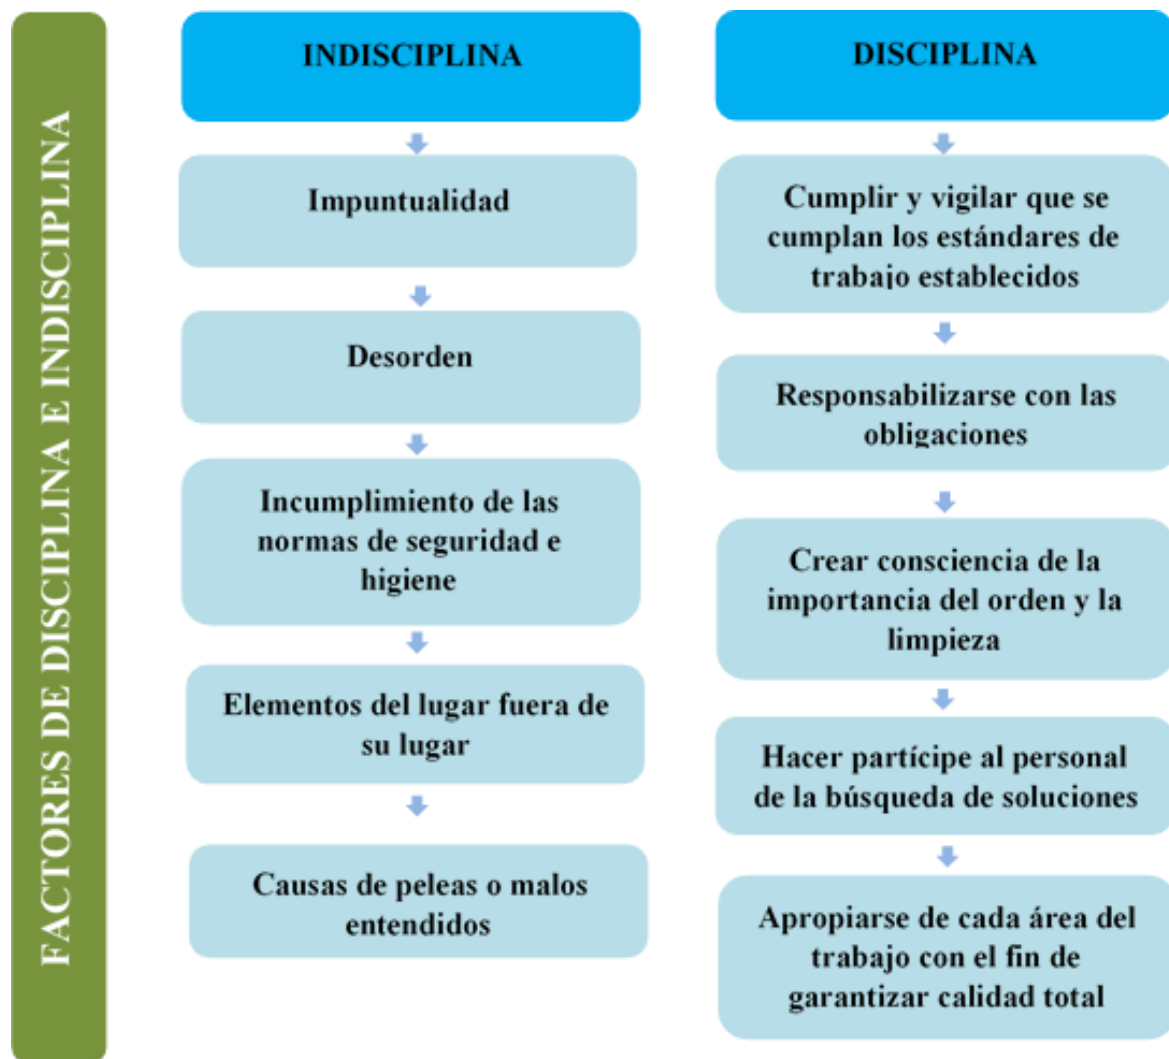 FACTORES DE DISCIPLINA E INDISCIPLINA
INDISCIPLINA
Impuntualidad
Desorden
Incumplimiento de las
normas de seguridad e
higiene
Elementos del lugar fuera de
su lugar
Causas de peleas o malos
entendidos
DISCIPLINA
Cumplir y vigilar que se
cumplan los estándares de
trabajo establecidos
Responsabilizarse con las
obligaciones
Crear consciencia de la
importancia del orden y la
limpieza
Hacer partícipe al personal
de la búsqueda de soluciones
Apropiarse de cada área del
trabajo con el fin de
garantizar calidad total